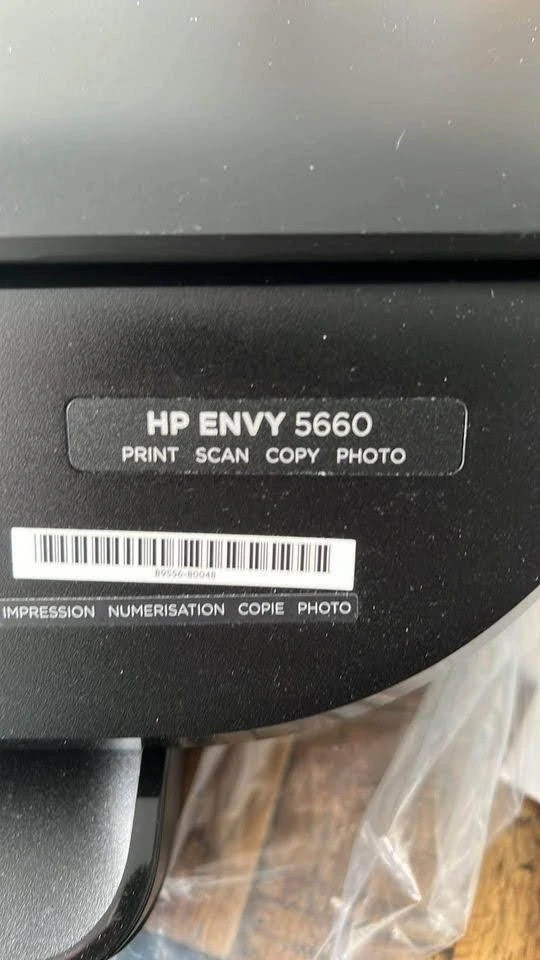 HP ENVY 5660
PRINT SCAN COPY PHOTO
B9S56-80048
IMPRESSION NUMERISATION COPIE PHOTO